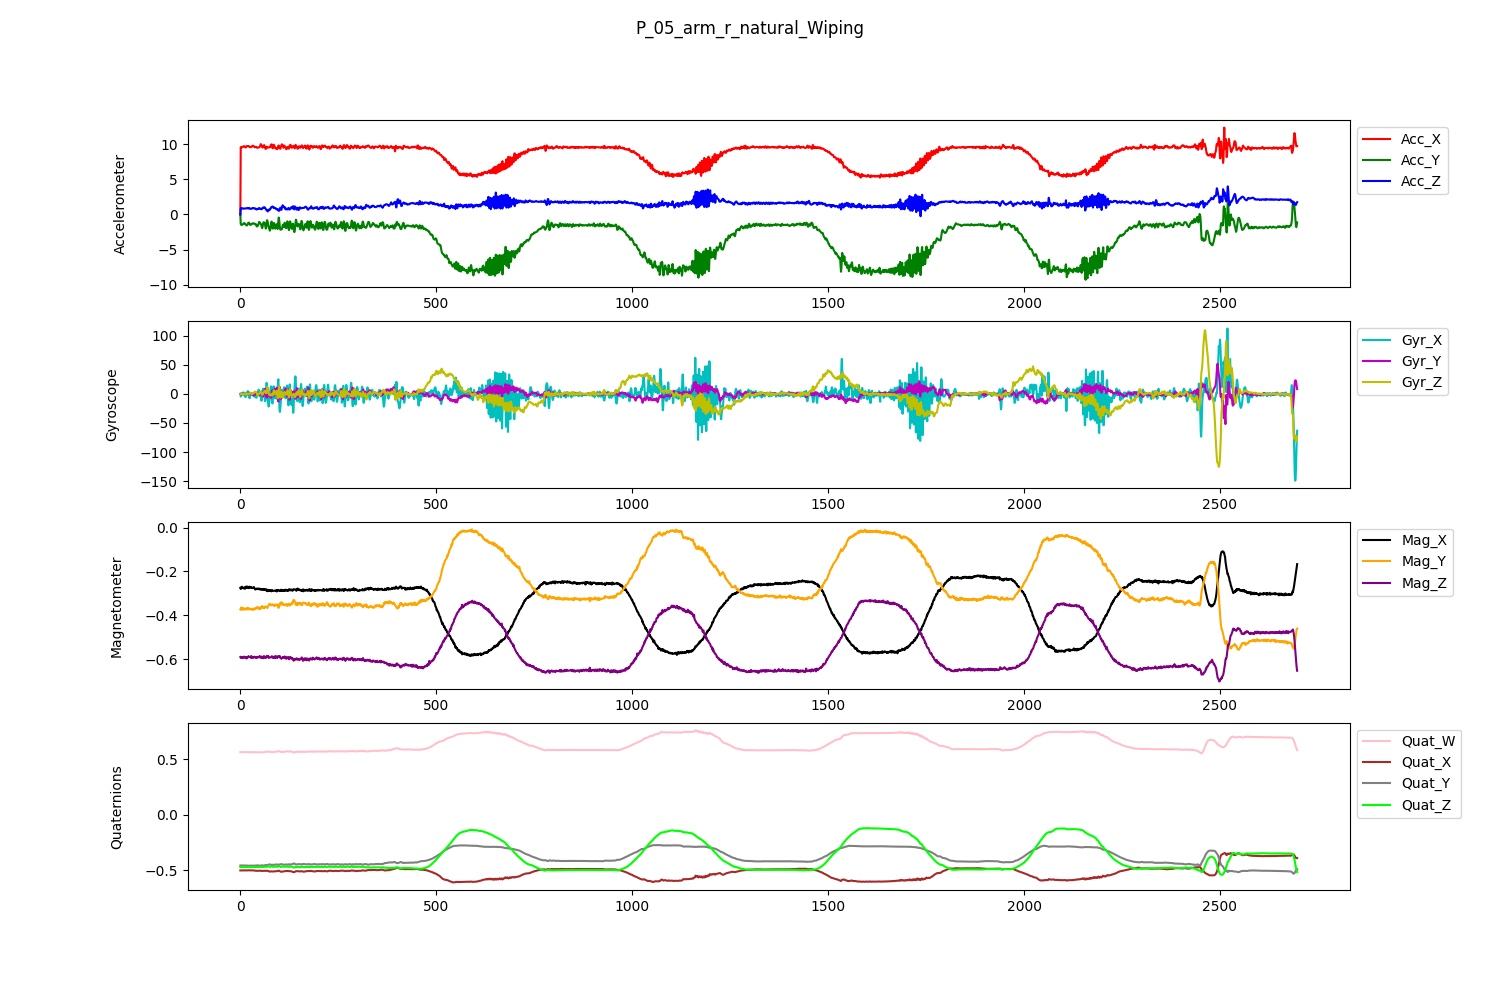 P_05_arm_r_natural_Wiping
Accelerometer
10
5
0
−5
−10
0 500 1000 1500 2000 2500
Acc_X
Acc_Y
Acc_Z
Gyroscope
100
50
0
−50
−100
−150
0 500 1000 1500 2000 2500
Gyr_X
Gyr_Y
Gyr_Z
Magnetometer
0.0
−0.2
−0.4
−0.6
0 500 1000 1500 2000 2500
Mag_X
Mag_Y
Mag_Z
Quaternions
0.5
0.0
−0.5
0 500 1000 1500 2000 2500
Quat_W
Quat_X
Quat_Y
Quat_Z